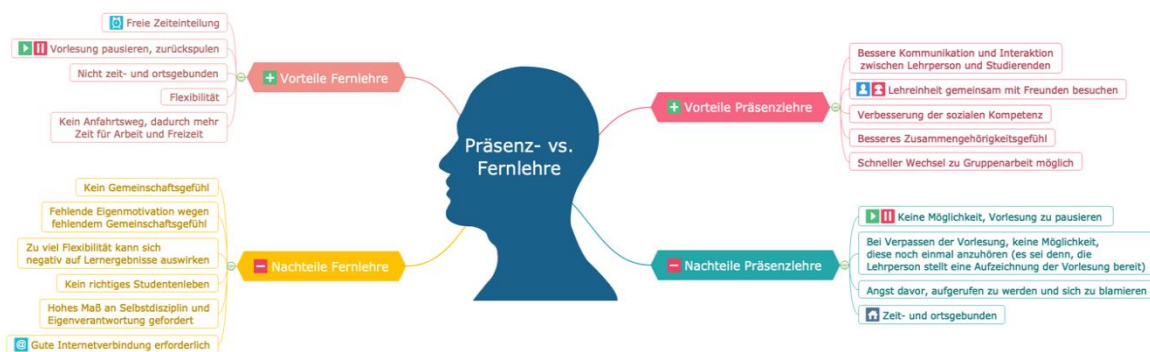 Präsenz- vs.
Fernlehre
Vorteile Fernlehre
Freie Zeiteinteilung
Vorlesung pausieren, zurückspulen
Nicht zeit- und ortsgebunden
Flexibilität
Kein Anfahrtsweg, dadurch mehr
Zeit für Arbeit und Freizeit
Nachteile Fernlehre
Kein Gemeinschaftsgefühl
Fehlende Eigenmotivation wegen
fehlendem Gemeinschaftsgefühl
Zu viel Flexibilität kann sich
negativ auf Lernergebnisse auswirken
Kein richtiges Studentenleben
Hohes Maß an Selbstdisziplin und
Eigenverantwortung gefordert
Gute Internetverbindung erforderlich
Vorteile Präsenzlehre
Bessere Kommunikation und Interaktion
zwischen Lehrperson und Studierenden
Lehreinheit gemeinsam mit Freunden besuchen
Verbesserung der sozialen Kompetenz
Besseres Zusammengehörigkeitsgefühl
Schneller Wechsel zu Gruppenarbeit möglich
Nachteile Präsenzlehre
Keine Möglichkeit, Vorlesung zu pausieren
Bei Verpassen der Vorlesung, keine Möglichkeit,
diese noch einmal anzuhören (es sei denn, die
Lehrperson stellt eine Aufzeichnung der Vorlesung bereit)
Angst davor, aufgerufen zu werden und sich zu blamieren
Zeit- und ortsgebunden